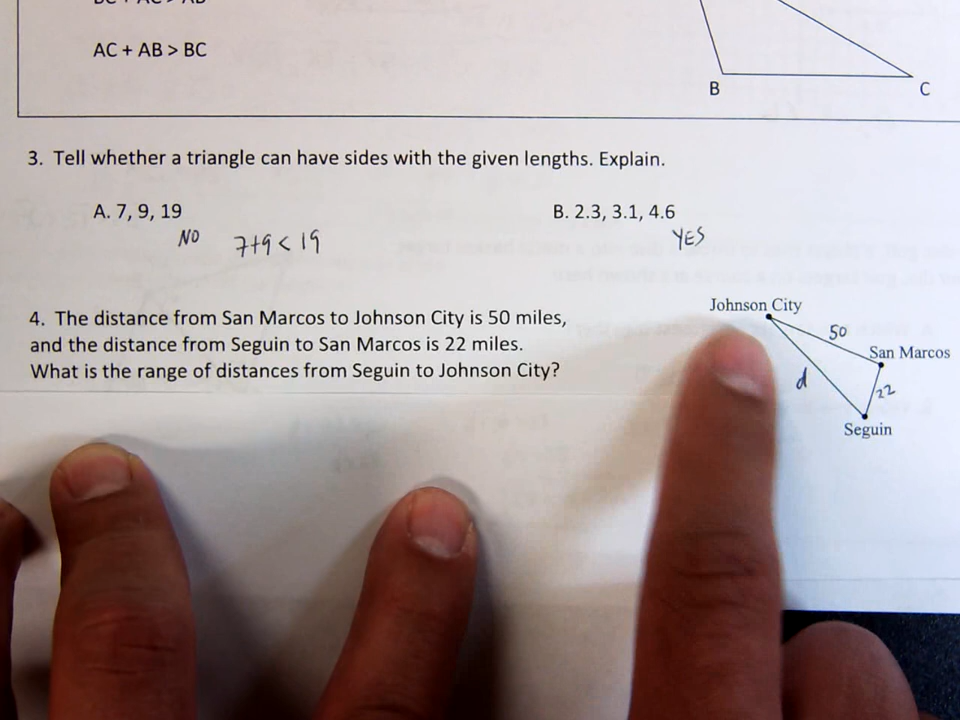 AC + AB > BC
B
C
3. Tell whether a triangle can have sides with the given lengths. Explain.
A. 7, 9, 19
B. 2.3, 3.1, 4.6
NO 7+9 < 19
YES
4. The distance from San Marcos to Johnson City is 50 miles,
and the distance from Seguin to San Marcos is 22 miles.
What is the range of distances from Seguin to Johnson City?
Johnson City
50
San Marcos
d
22
Seguin